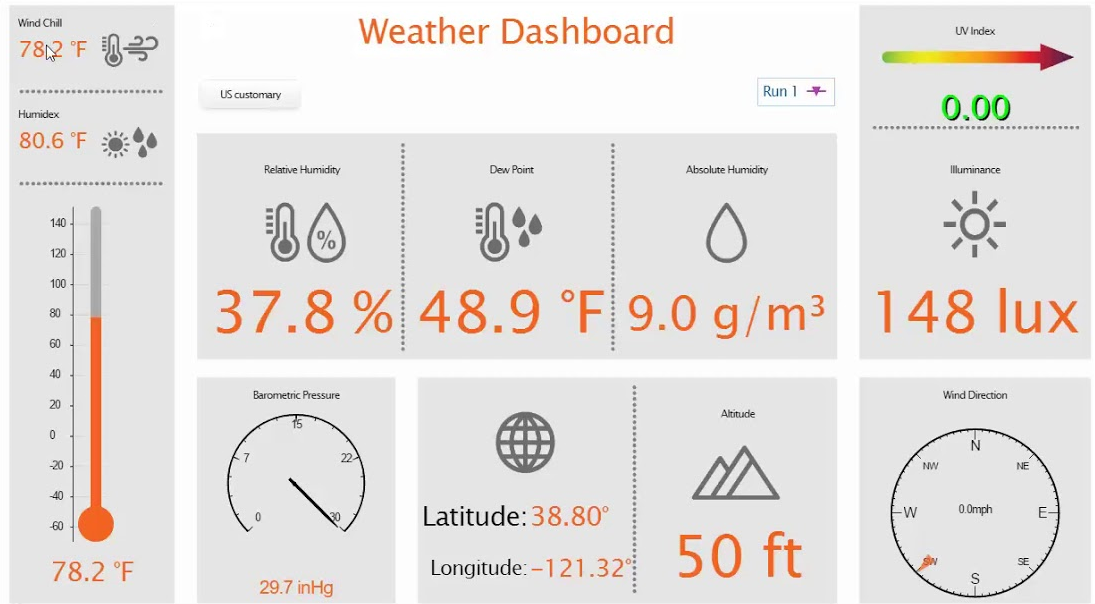 Wind Chill
78.2 °F
Humidex
80.6 °F
140
120
100
80
60
40
20
0
-20
-40
-60
78.2 °F
Weather Dashboard
US customary
Run 1
Relative Humidity
%
37.8 %
Dew Point
48.9 °F
Absolute Humidity
9.0 g/m³
UV Index
0.00
Illuminance
148 lux
Barometric Pressure
15
7
22
0
30
29.7 inHg
Latitude: 38.80°
Longitude: -121.32°
Altitude
50 ft
Wind Direction
N
NW
NE
W
0.0mph
E
SW
SE
S